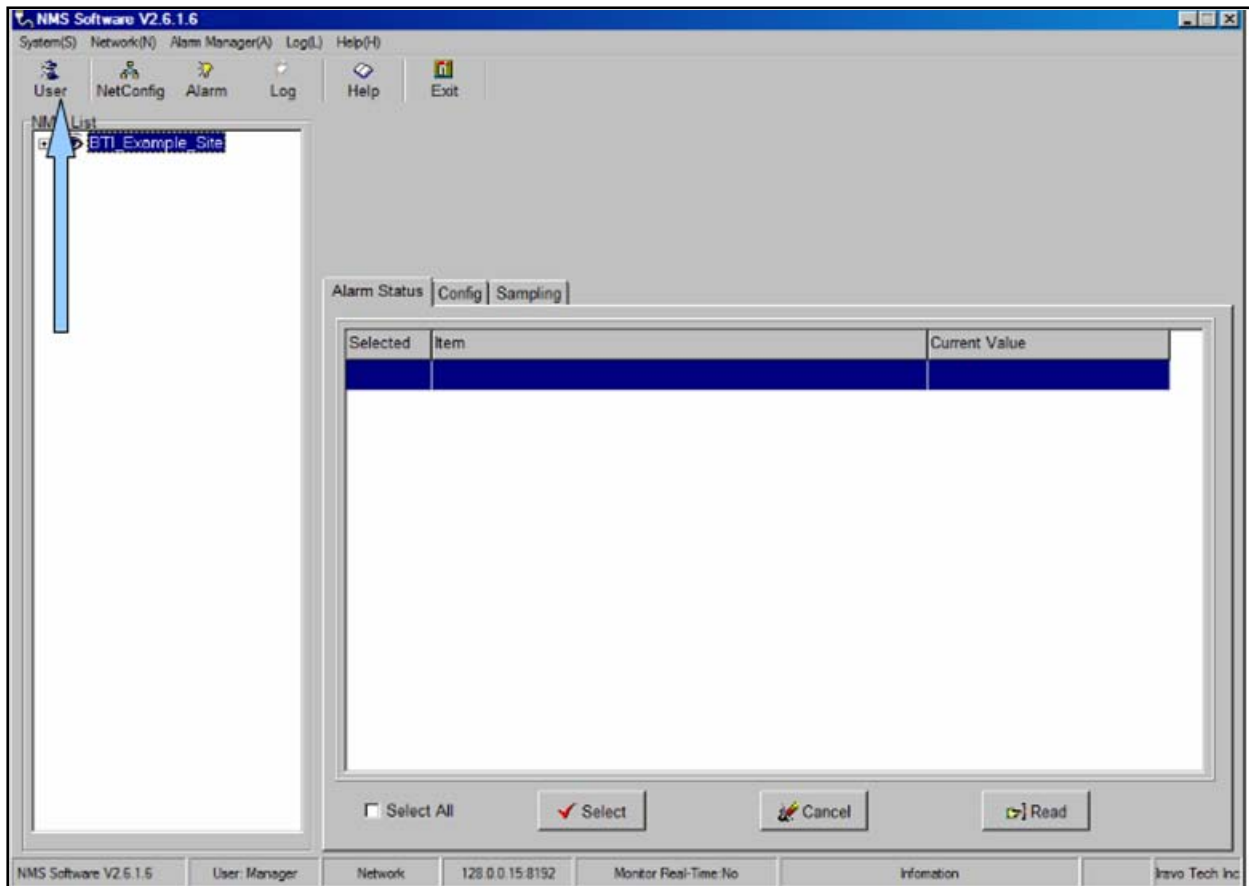 NMS Software V2.6.1.6
System(S) Network(N) Alarm Manager(A) Log(L) Help(H)
User NetConfig Alarm Log Help Exit
List
BTI_Example_Site
Alarm Status Config Sampling
Selected Item Current Value
Select All Select Cancel Read
NMS Software V2.6.1.6 User: Manager Network 128.0.0.15:8192 Monitor Real-Time:No Infomation Tech Inc